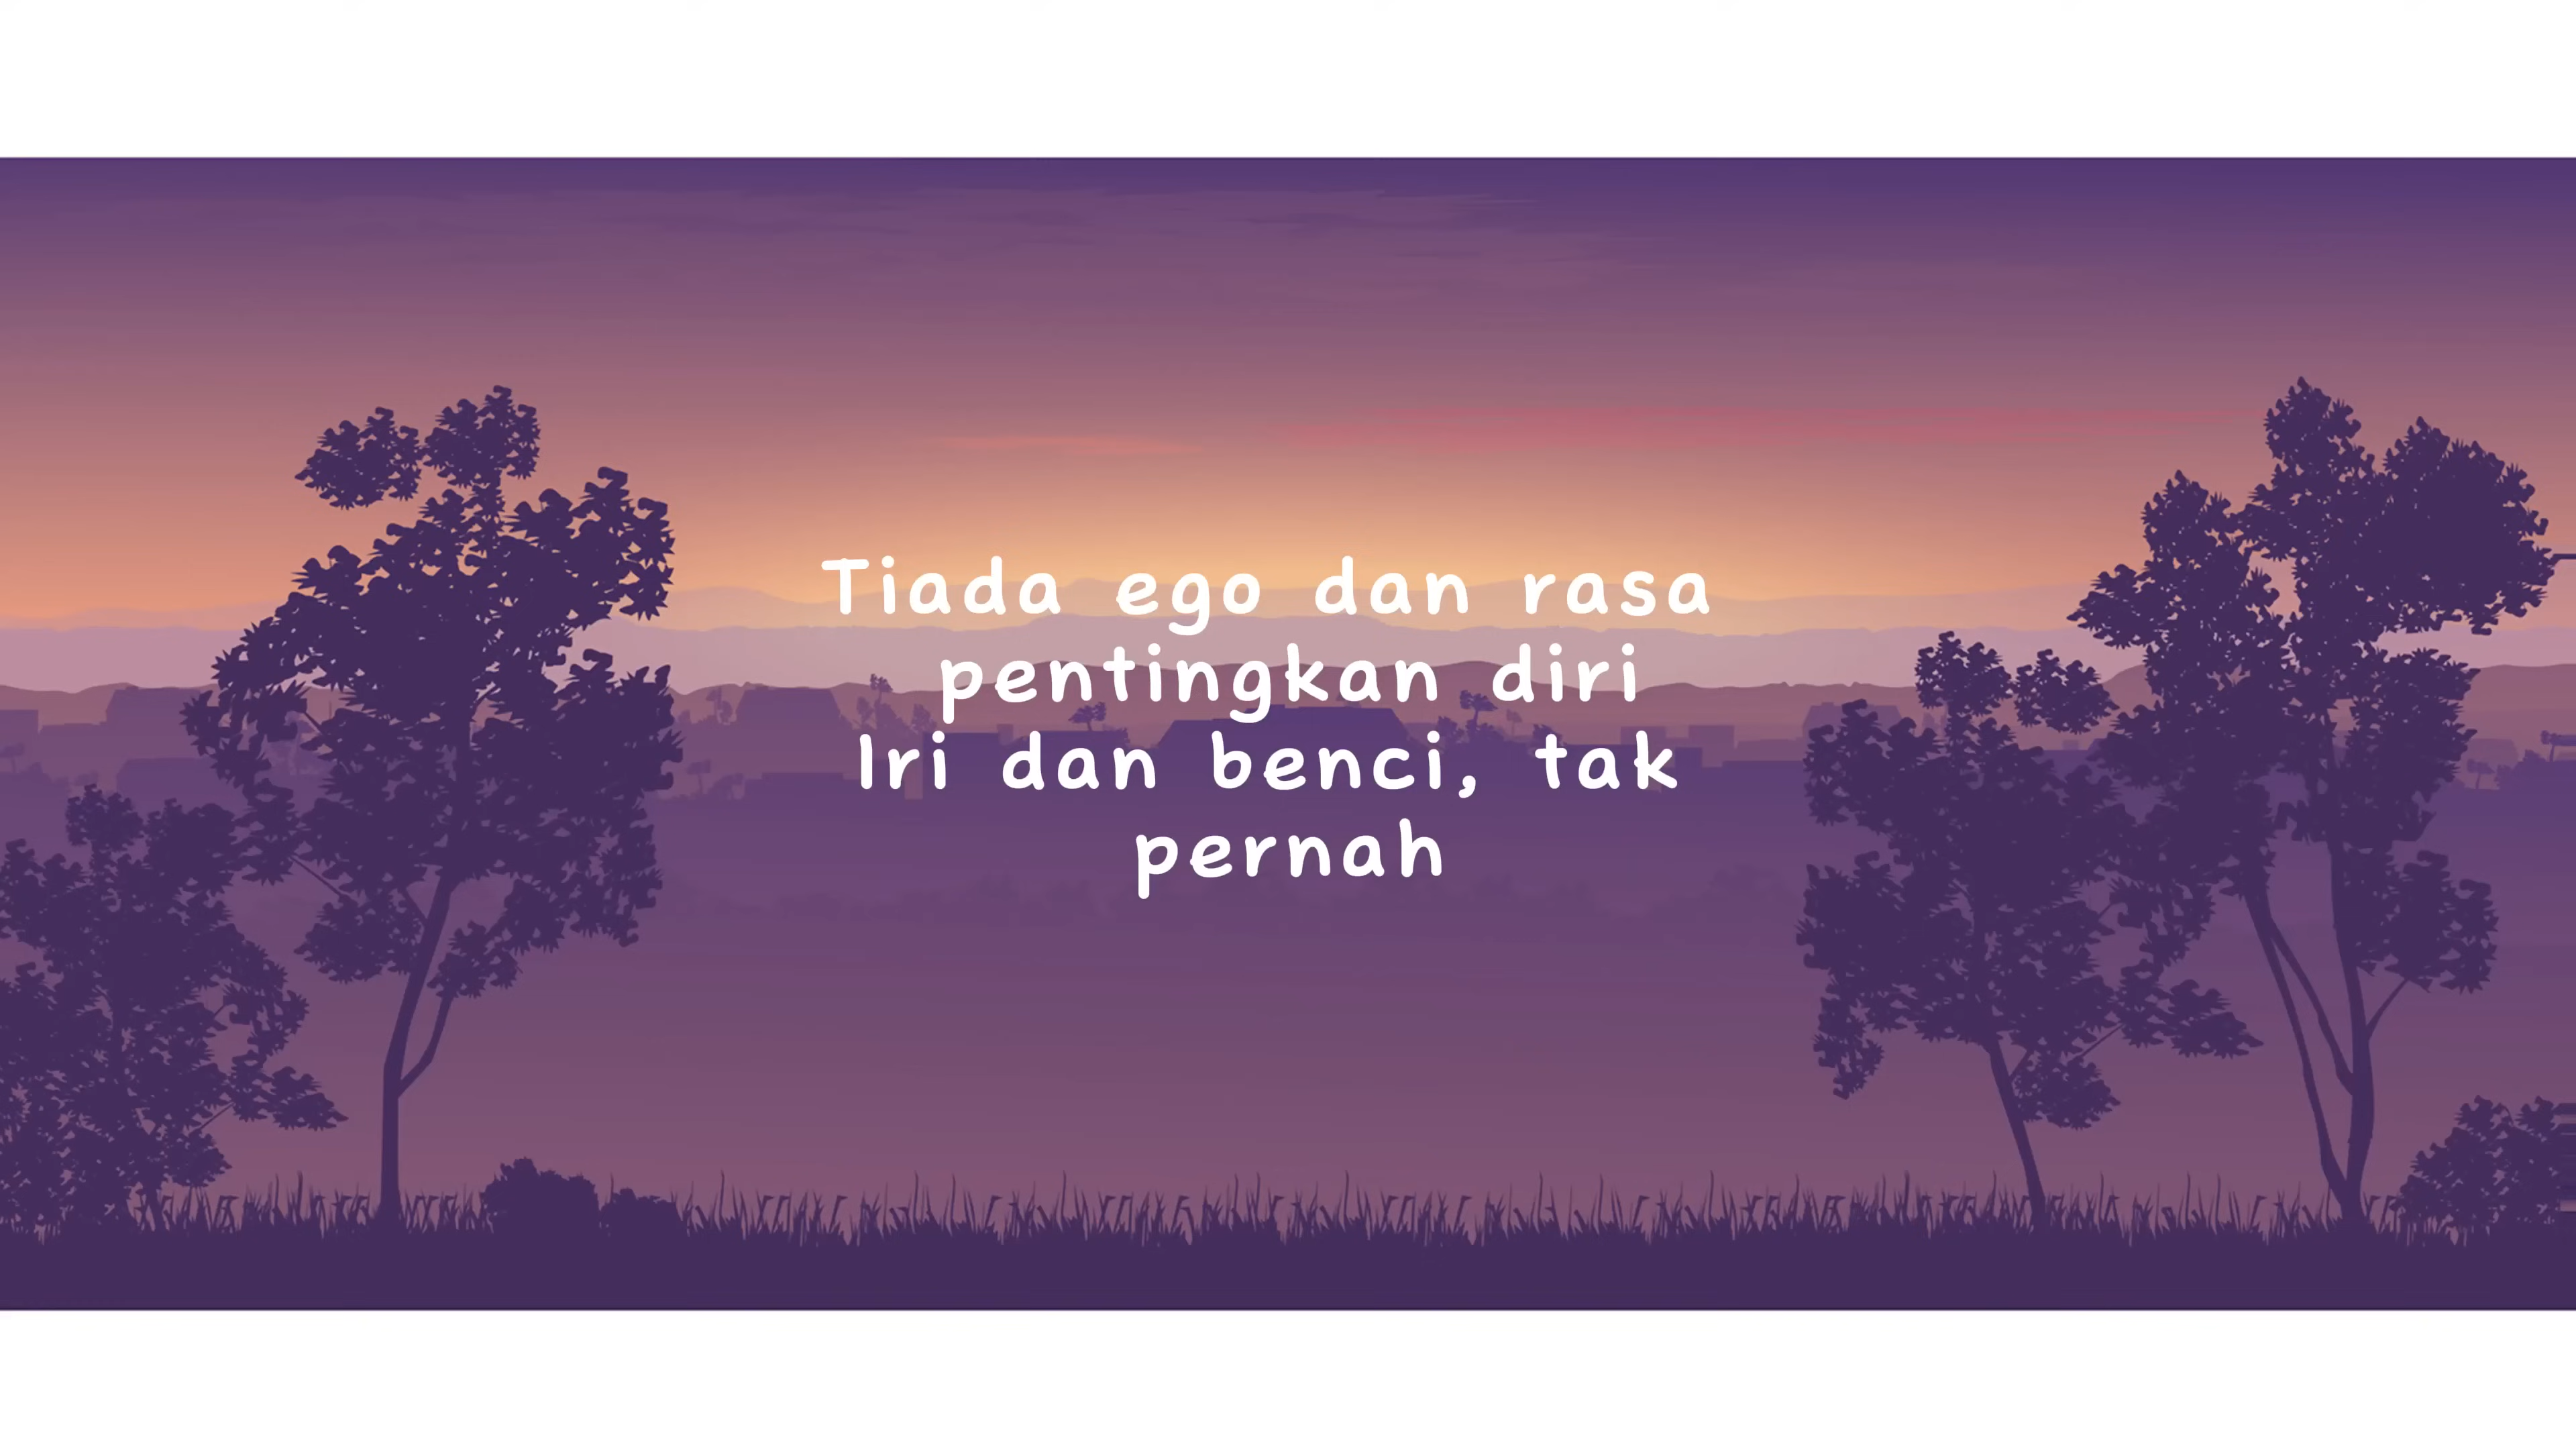 Tiada ego dan rasa
pentingkan diri
Iri dan benci, tak
pernah